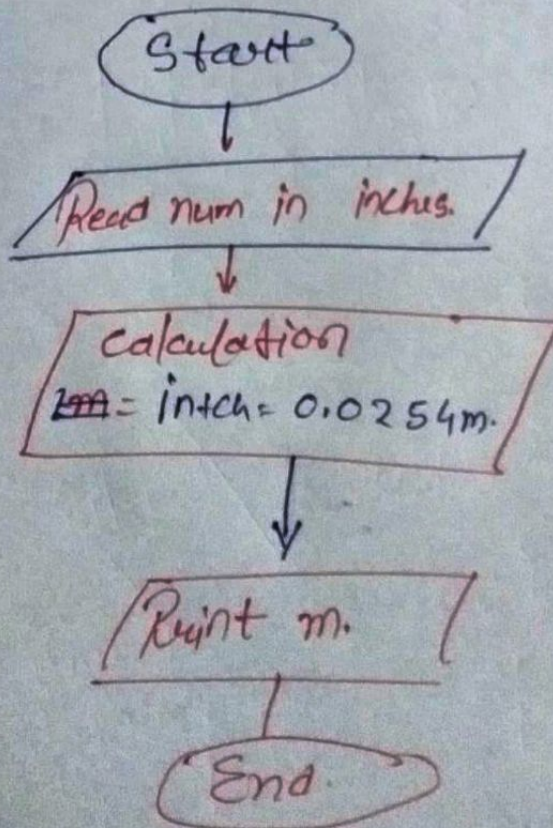 Start
Read num in inches.
Calculation
= intch = 0.0254m.
Print m.
End.